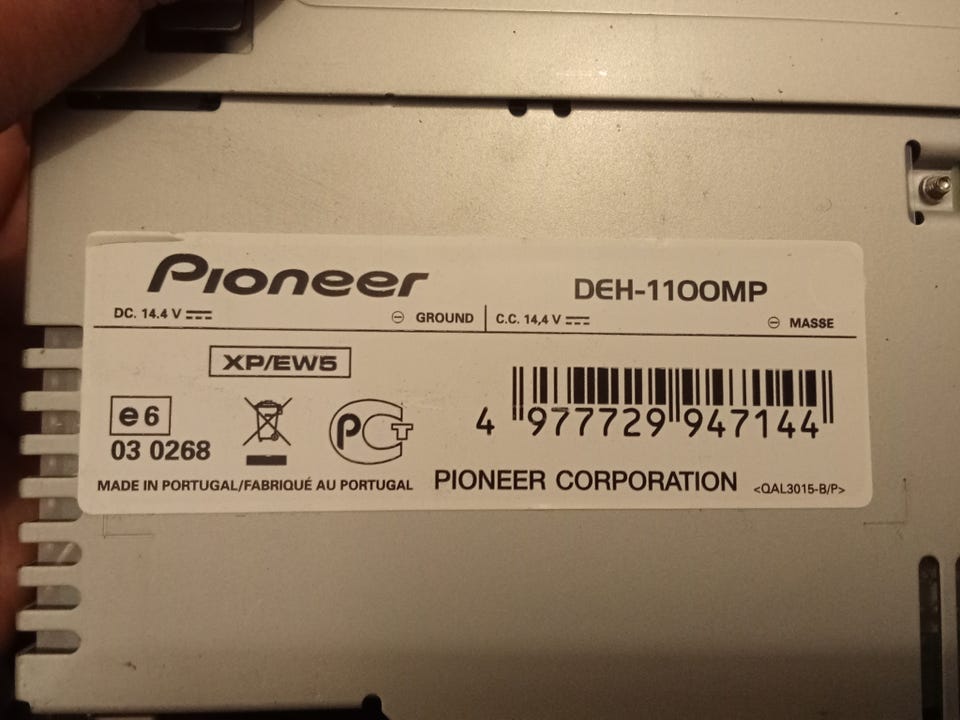 Pioneer DEH-1100MP
DC. 14.4 V ⎓ ⊖ GROUND C.C. 14,4 V ⎓ ⊖ MASSE
XP/EW5
e6
03 0268
PCT
4 977729 947144
MADE IN PORTUGAL/FABRIQUÉ AU PORTUGAL PIONEER CORPORATION <QAL3015-B/P>